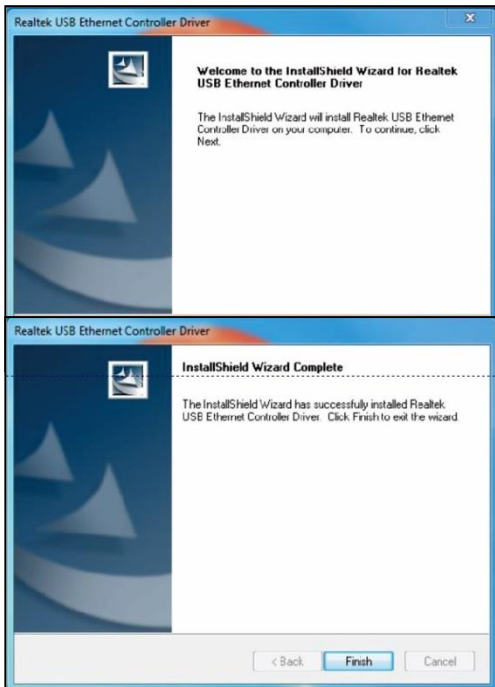 Realtek USB Ethernet Controller Driver
Welcome to the InstallShield Wizard for Realtek
USB Ethernet Controller Driver
The InstallShield Wizard will install Realtek USB Ethernet
Controller Driver on your computer. To continue, click
Next.
Realtek USB Ethernet Controller Driver
InstallShield Wizard Complete
The InstallShield Wizard has successfully installed Realtek
USB Ethernet Controller Driver. Click Finish to exit the wizard.
< Back Finish Cancel